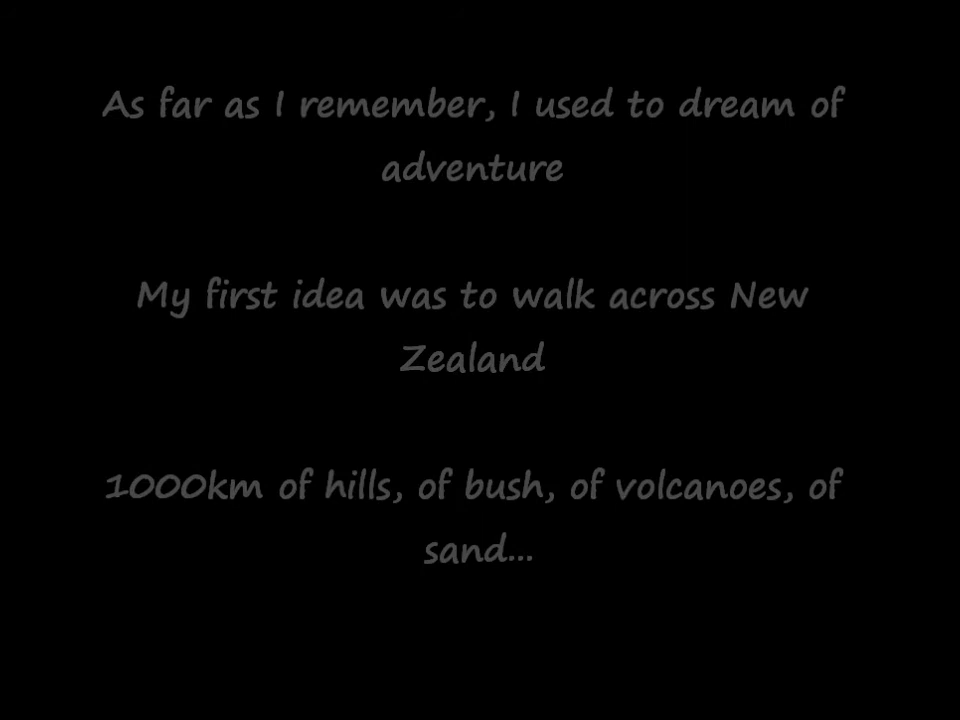 As far as I remember, I used to dream of
adventure
My first idea was to walk across New
Zealand
1000km of hills, of bush, of volcanoes, of
sand...